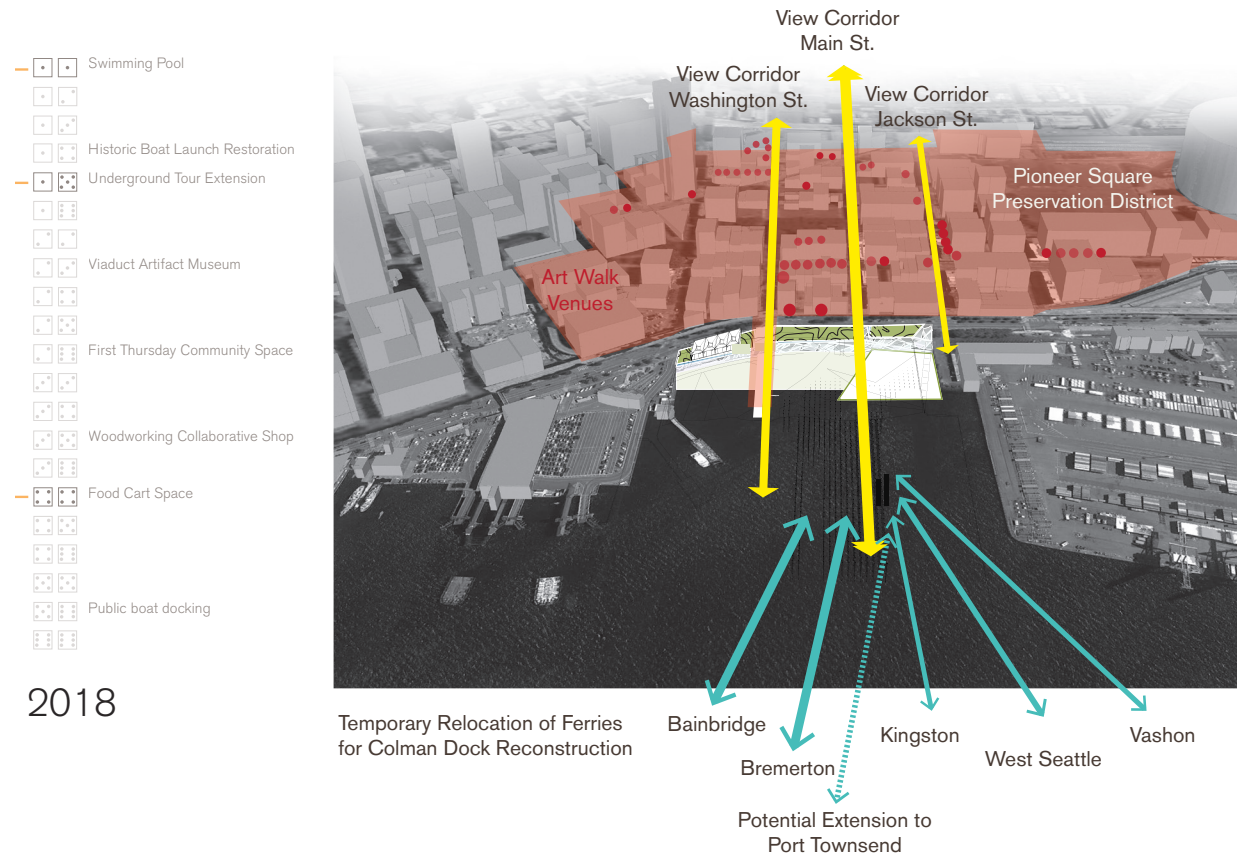 Swimming Pool
Historic Boat Launch Restoration
Underground Tour Extension
Viaduct Artifact Museum
First Thursday Community Space
Woodworking Collaborative Shop
Food Cart Space
Public boat docking
2018
View Corridor
Main St.
View Corridor
Washington St.
View Corridor
Jackson St.
Pioneer Square
Preservation District
Art Walk
Venues
Temporary Relocation of Ferries
for Colman Dock Reconstruction
Bainbridge
Bremerton
Kingston
West Seattle
Vashon
Potential Extension to
Port Townsend